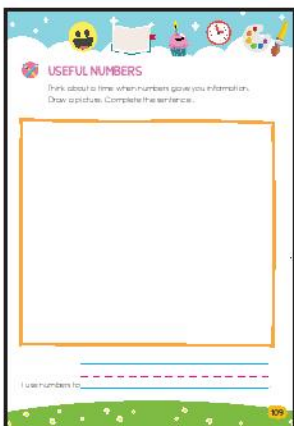 USEFUL NUMBERS
Think about a time when numbers gave you information.
Draw a picture. Complete the sentence.
I use numbers to
109